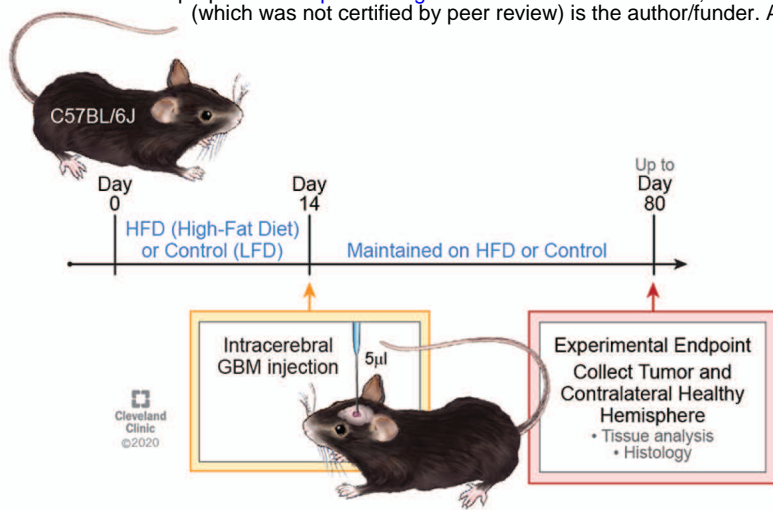 (which was not certified by peer review) is the author/funder. A
C57BL/6J
Day
0
Day
14
Up to
Day
80
HFD (High-Fat Diet)
or Control (LFD)
Maintained on HFD or Control
Intracerebral
GBM injection
5µl
Experimental Endpoint
Collect Tumor and
Contralateral Healthy
Hemisphere
• Tissue analysis
• Histology
Cleveland
Clinic
©2020